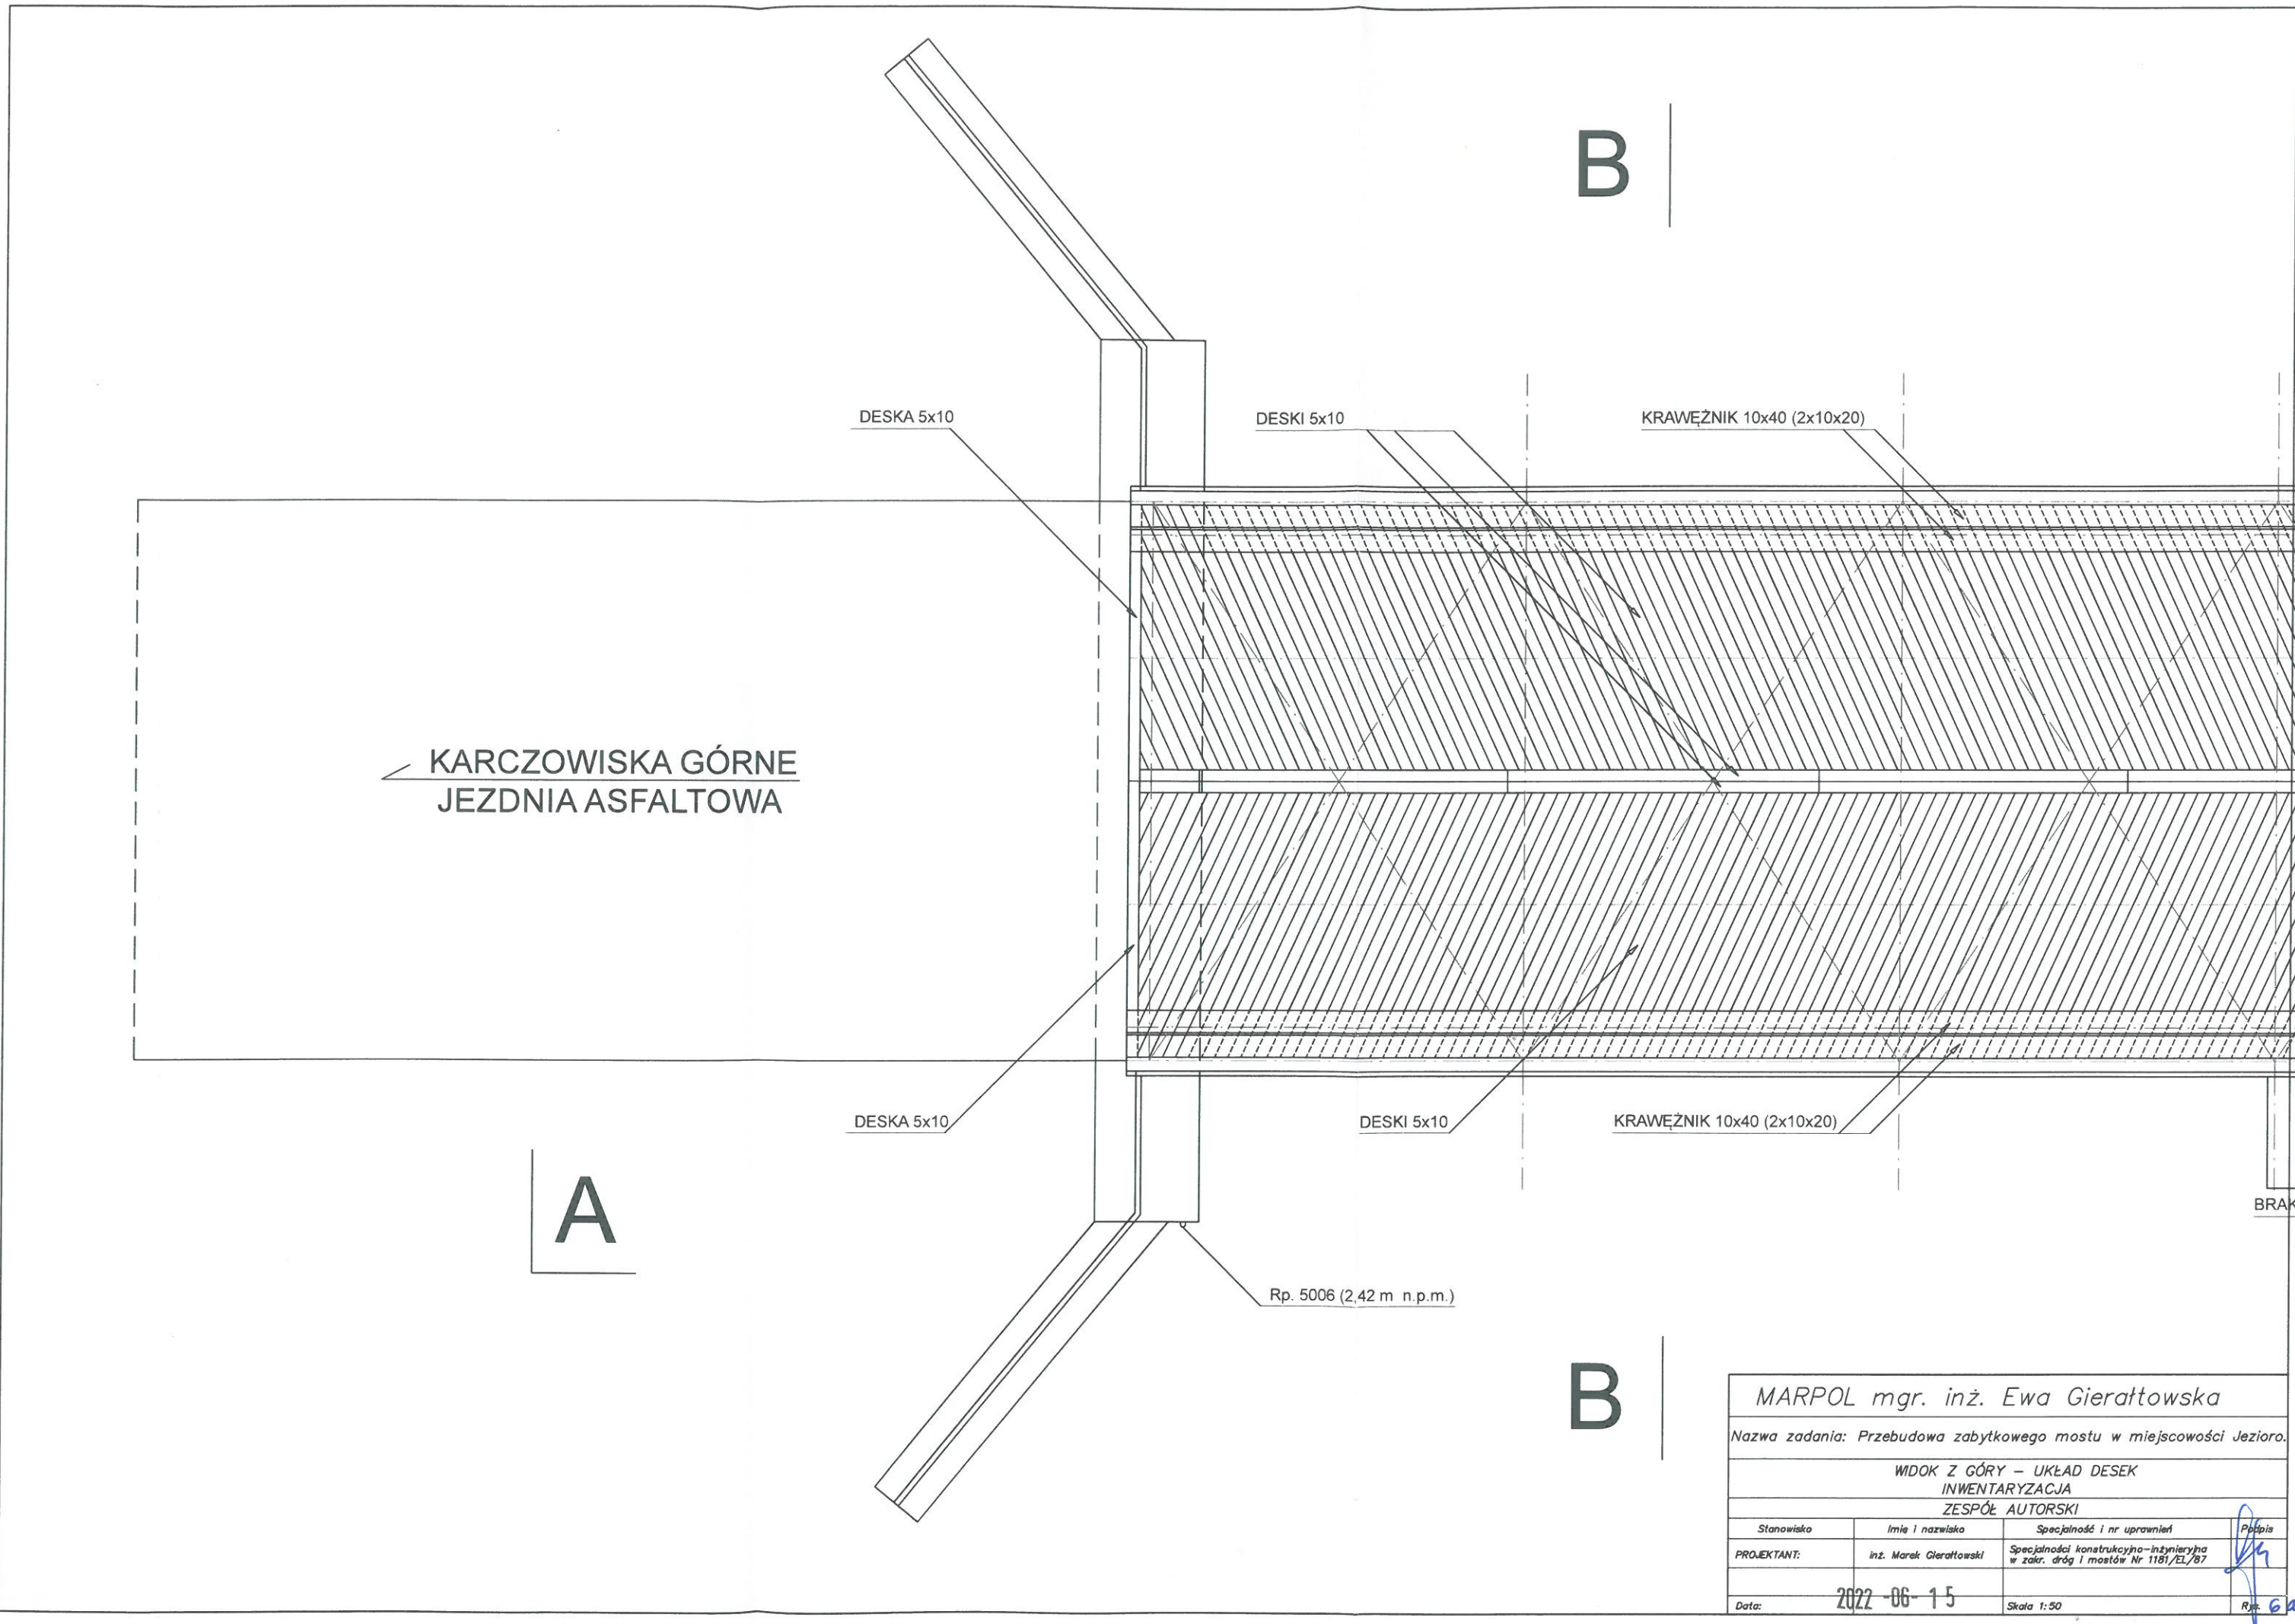 B
DESKA 5x10
DESKI 5x10
KRAWĘŻNIK 10x40 (2x10x20)
KARCZOWISKA GÓRNE
JEZDNIA ASFALTOWA
DESKA 5x10
DESKI 5x10
KRAWĘŻNIK 10x40 (2x10x20)
A
BRAK
Rp. 5006 (2,42 m n.p.m.)
B
MARPOL mgr. inż. Ewa Gierałtowska
Nazwa zadania: Przebudowa zabytkowego mostu w miejscowości Jezioro.
WIDOK Z GÓRY – UKŁAD DESEK
INWENTARYZACJA
ZESPÓŁ AUTORSKI
Stanowisko Imię i nazwisko Specjalność i nr uprawnień Podpis
PROJEKTANT: inż. Marek Gierałtowski Specjalności konstrukcyjno-inżynieryjna
w zakr. dróg i mostów Nr 1181/EL/87
Data: 2022-06-15 Skala 1:50 Rys. 6